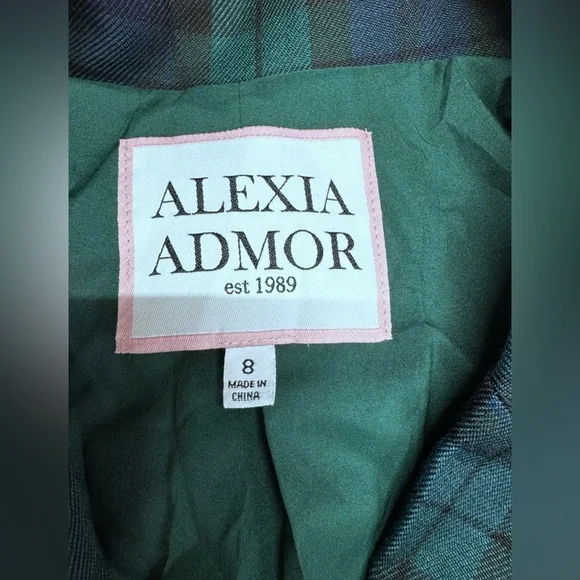 ALEXIA
ADMOR
est 1989
8
MADE IN
CHINA